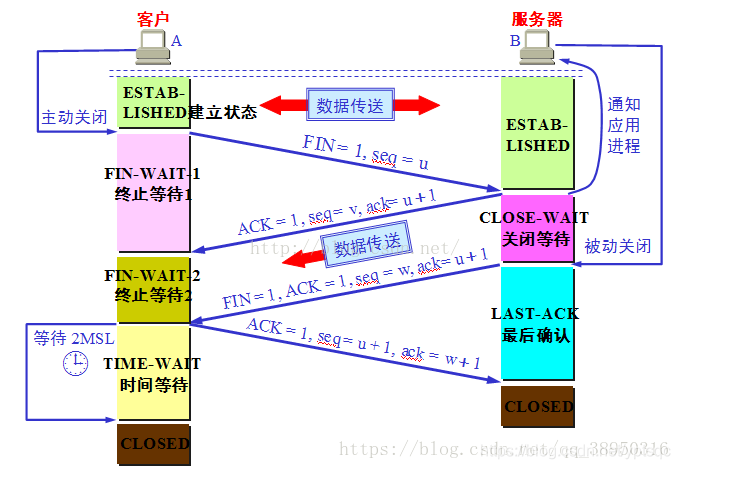 客户
服务器
A
B
ESTAB-
LISHED建立状态
数据传送
主动关闭
通知
应用
进程
ESTAB-
LISHED
FIN = 1, seq = u
FIN-WAIT-1
终止等待1
ACK = 1, seq = v, ack= u + 1
CLOSE-WAIT
关闭等待
数据传送
被动关闭
FIN-WAIT-2
终止等待2
FIN = 1, ACK = 1, seq = w, ack= u + 1
LAST-ACK
最后确认
等待 2MSL
ACK = 1, seq= u + 1, ack = w + 1
TIME-WAIT
时间等待
CLOSED
CLOSED
https://blog.csdn.net/qq_38950316